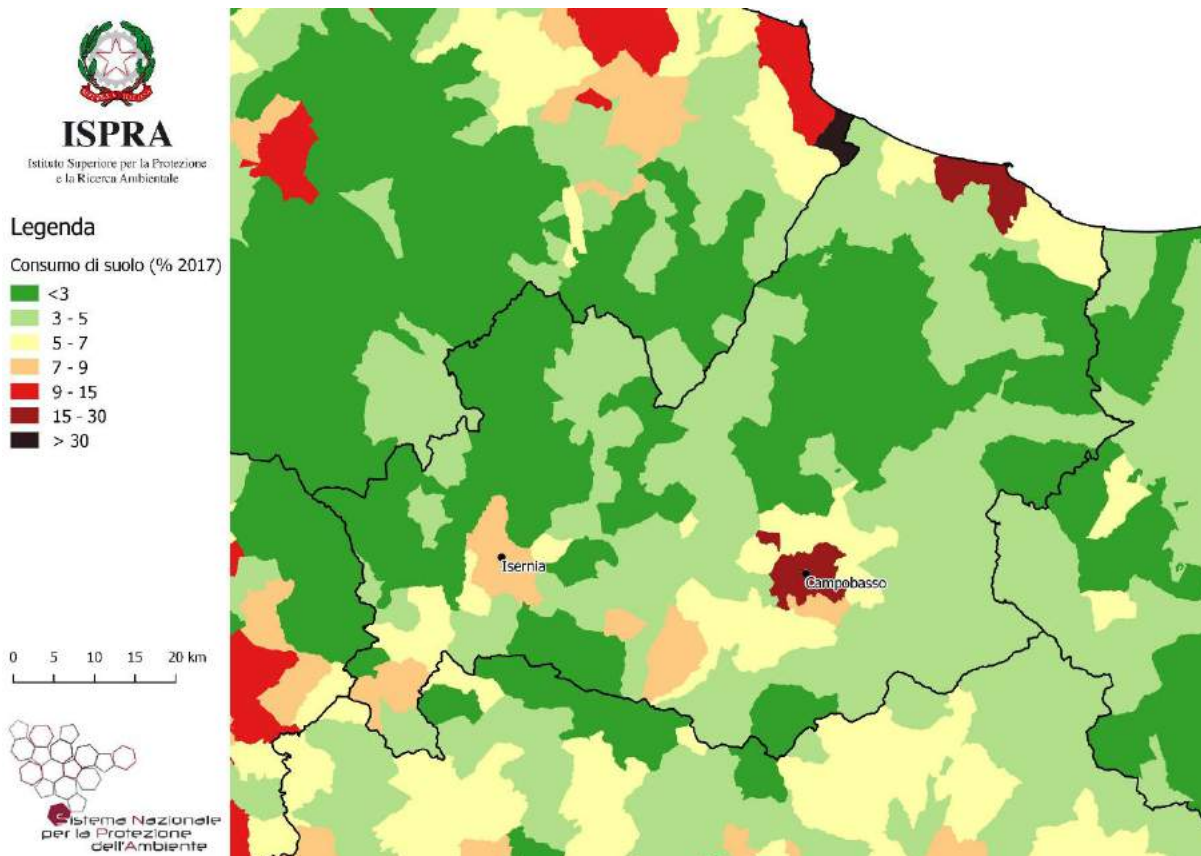 ISPRA
Istituto Superiore per la Protezione
e la Ricerca Ambientale
Legenda
Consumo di suolo (% 2017)
<3
3 - 5
5 - 7
7 - 9
9 - 15
15 - 30
> 30
Isernia
Campobasso
0 5 10 15 20 km
Sistema Nazionale
per la Protezione
dell'Ambiente